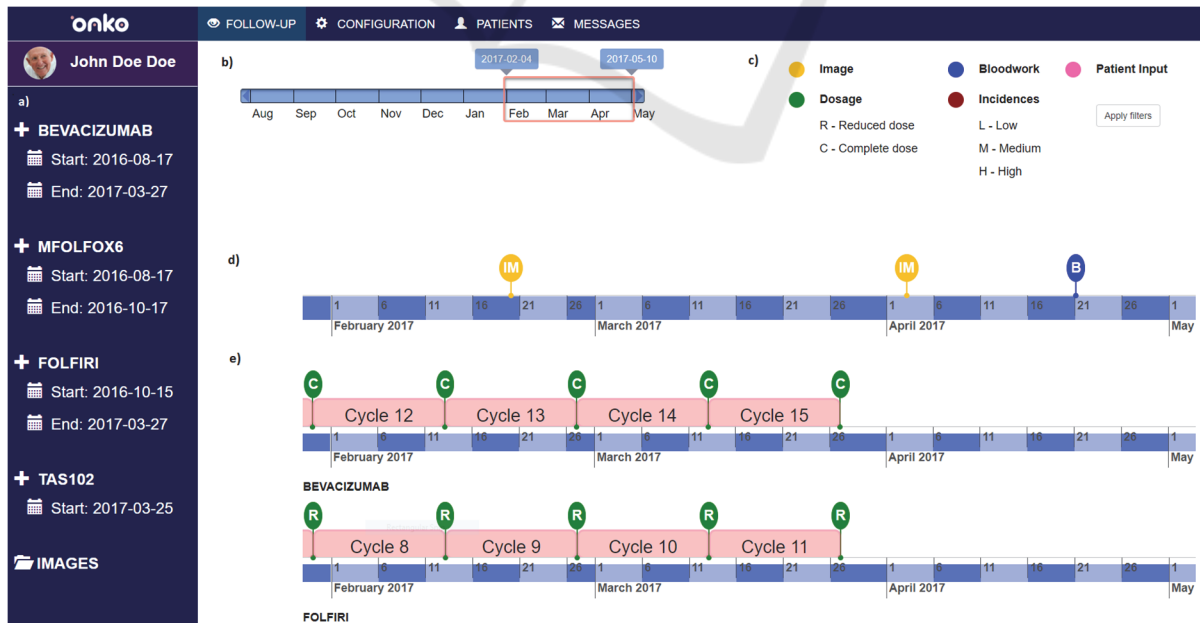 onko
FOLLOW-UP CONFIGURATION PATIENTS MESSAGES
John Doe Doe
a)
BEVACIZUMAB
Start: 2016-08-17
End: 2017-03-27
MFOLFOX6
Start: 2016-08-17
End: 2016-10-17
FOLFIRI
Start: 2016-10-15
End: 2017-03-27
TAS102
Start: 2017-03-25
IMAGES
b)
2017-02-04 2017-05-10
Aug Sep Oct Nov Dec Jan Feb Mar Apr May
c)
Image Bloodwork Patient Input
Dosage Incidences
R - Reduced dose L - Low
C - Complete dose M - Medium
H - High
Apply filters
d)
IM IM B
1 6 11 16 21 26 1 6 11 16 21 26 1 6 11 16 21 26 1
February 2017 March 2017 April 2017 May
e)
C C C C C
Cycle 12 Cycle 13 Cycle 14 Cycle 15
1 6 11 16 21 26 1 6 11 16 21 26 1 6 11 16 21 26 1
February 2017 March 2017 April 2017 May
BEVACIZUMAB
R R R R R
Cycle 8 Cycle 9 Cycle 10 Cycle 11
1 6 11 16 21 26 1 6 11 16 21 26 1 6 11 16 21 26 1
February 2017 March 2017 April 2017 May
FOLFIRI